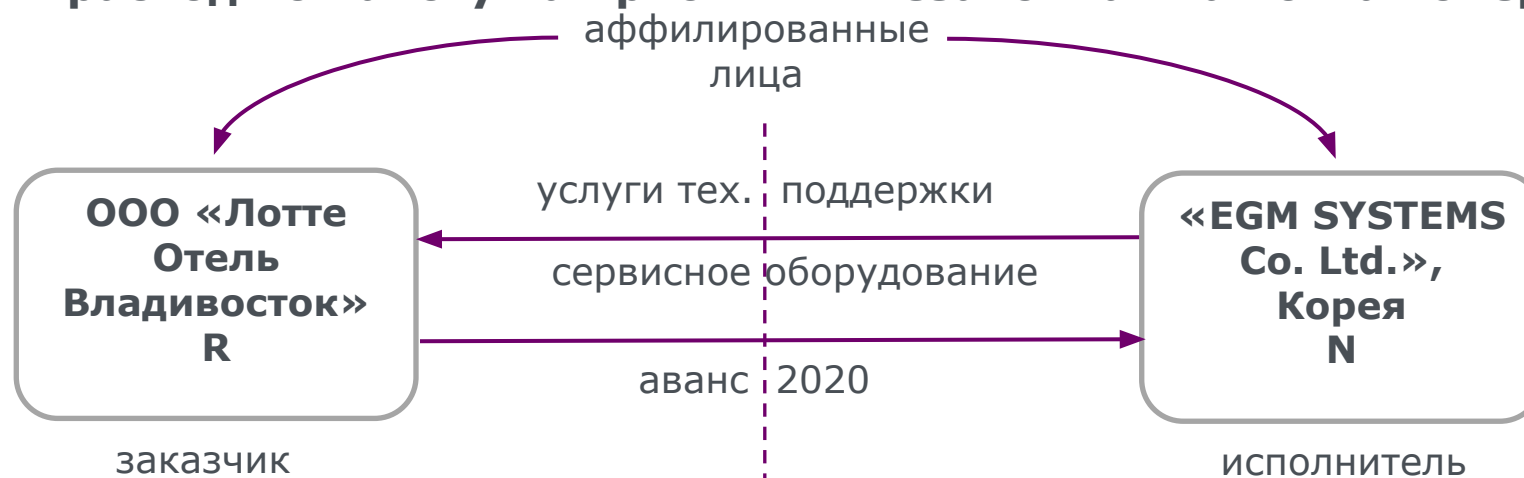 аффилированные
лица
услуги тех. поддержки
ООО «Лотте
Отель
Владивосток»
R
«EGM SYSTEMS
Co. Ltd.»,
Корея
N
сервисное оборудование
аванс 2020
заказчик
исполнитель